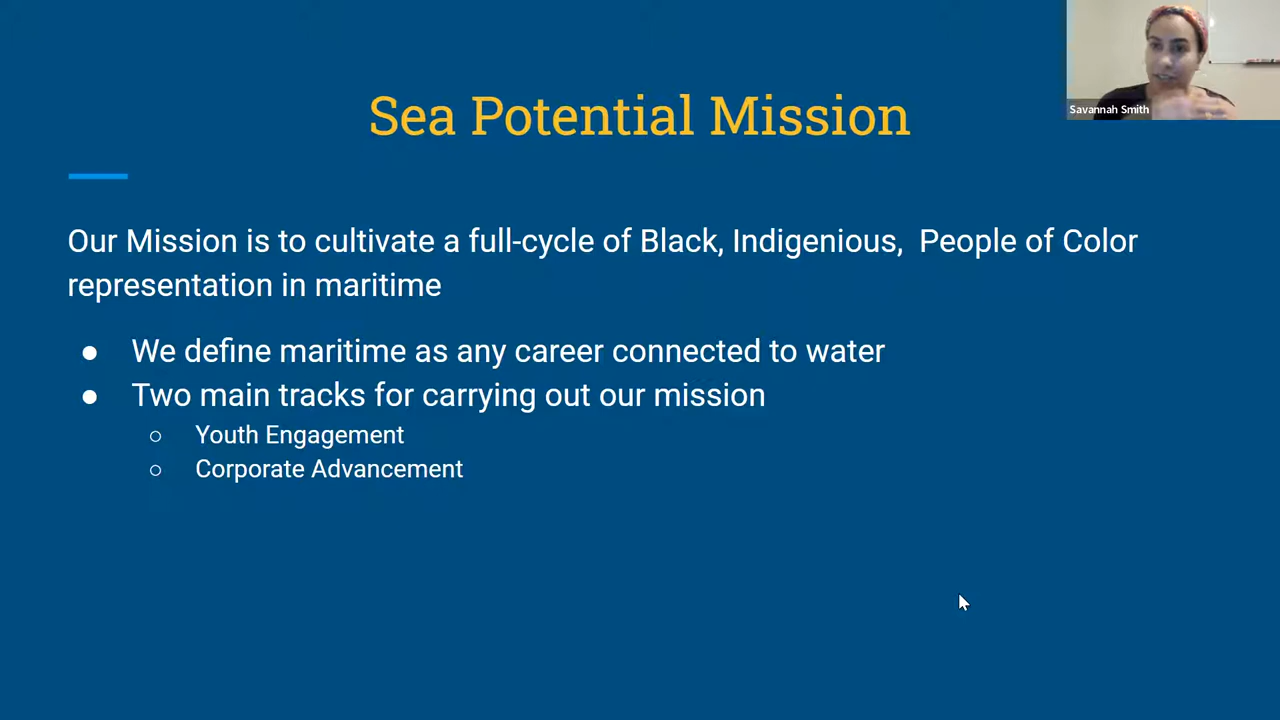 Sea Potential Mission
Savannah Smith
Our Mission is to cultivate a full-cycle of Black, Indigenious,  People of Color
representation in maritime
● We define maritime as any career connected to water
● Two main tracks for carrying out our mission
○ Youth Engagement
○ Corporate Advancement